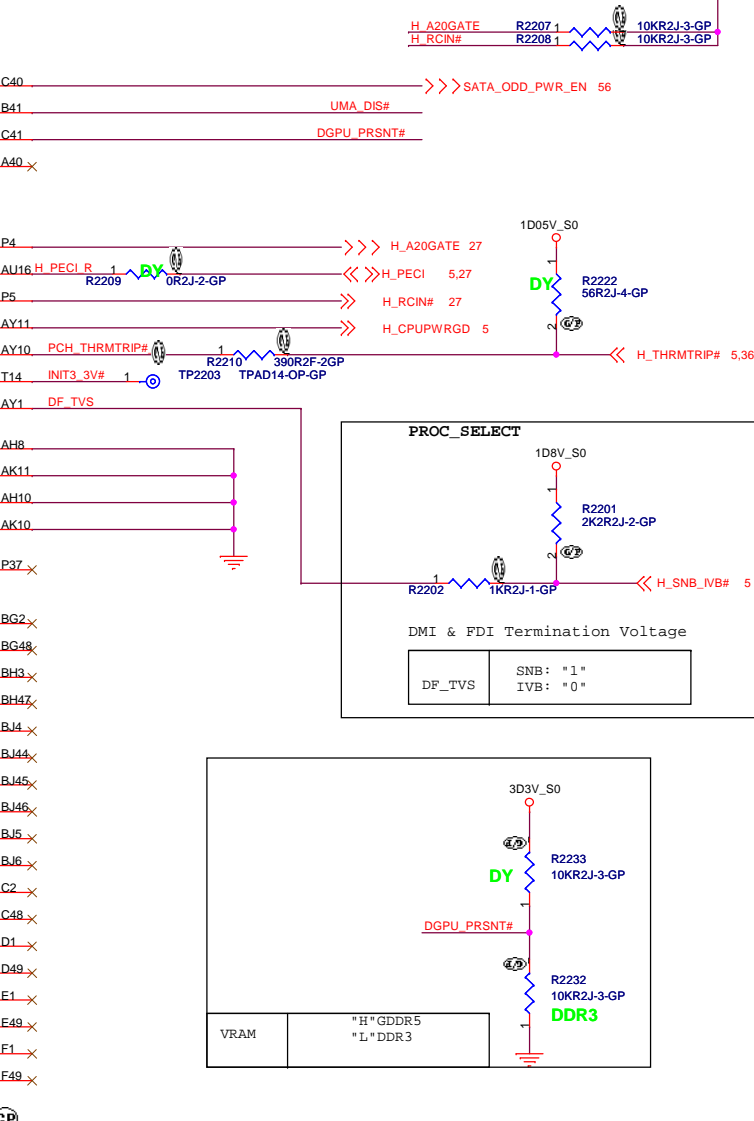 H_A20GATE R2207 1 10KR2J-3-GP
H_RCIN# R2208 1 10KR2J-3-GP
C40 SATA_ODD_PWR_EN 56
B41 UMA_DIS#
C41 DGPU_PRSNT#
A40
1D05V_S0
P4 H_A20GATE 27
AU16 H_PECI_R 1 DY H_PECI 5,27
R2209 0R2J-2-GP
1
DY R2222
56R2J-4-GP
2
P5 H_RCIN# 27
AY11 H_CPUPWRGD 5
AY10 PCH_THRMTRIP# 1 H_THRMTRIP# 5,36
R2210 390R2F-2GP
T14 INIT3_3V# 1 TP2203 TPAD14-OP-GP
AY1 DF_TVS
PROC_SELECT
AH8
1D8V_S0
AK11
1
AH10
R2201
2K2R2J-2-GP
AK10
2
P37
1 H_SNB_IVB# 5
R2202 1KR2J-1-GP
BG2
DMI & FDI Termination Voltage
BG48
BH3
DF_TVS SNB: "1"
IVB: "0"
BH47
BJ4
BJ44
BJ45
3D3V_S0
BJ46
BJ5
BJ6
R2233
DY 10KR2J-3-GP
C2
1
C48
DGPU_PRSNT#
D1
D49
R2232
E1
10KR2J-3-GP
DDR3
E49
VRAM "H"GDDR5
"L"DDR3
1
F1
F49